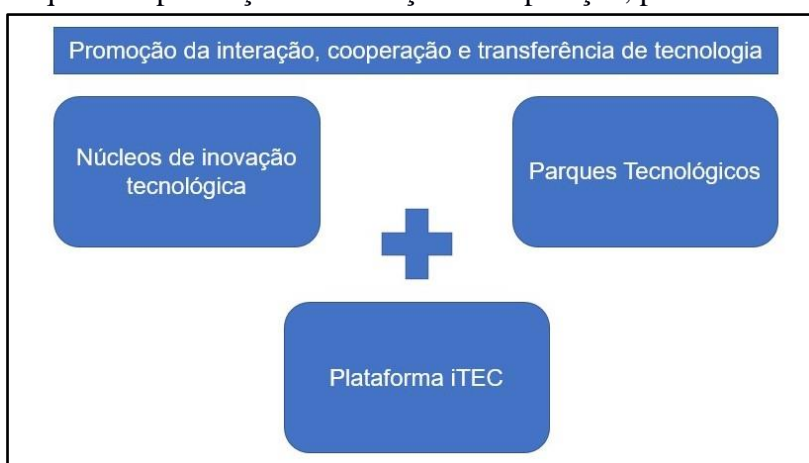 Promoção da interação, cooperação e transferência de tecnologia
Núcleos de inovação
tecnológica
Parques Tecnológicos
Plataforma iTEC